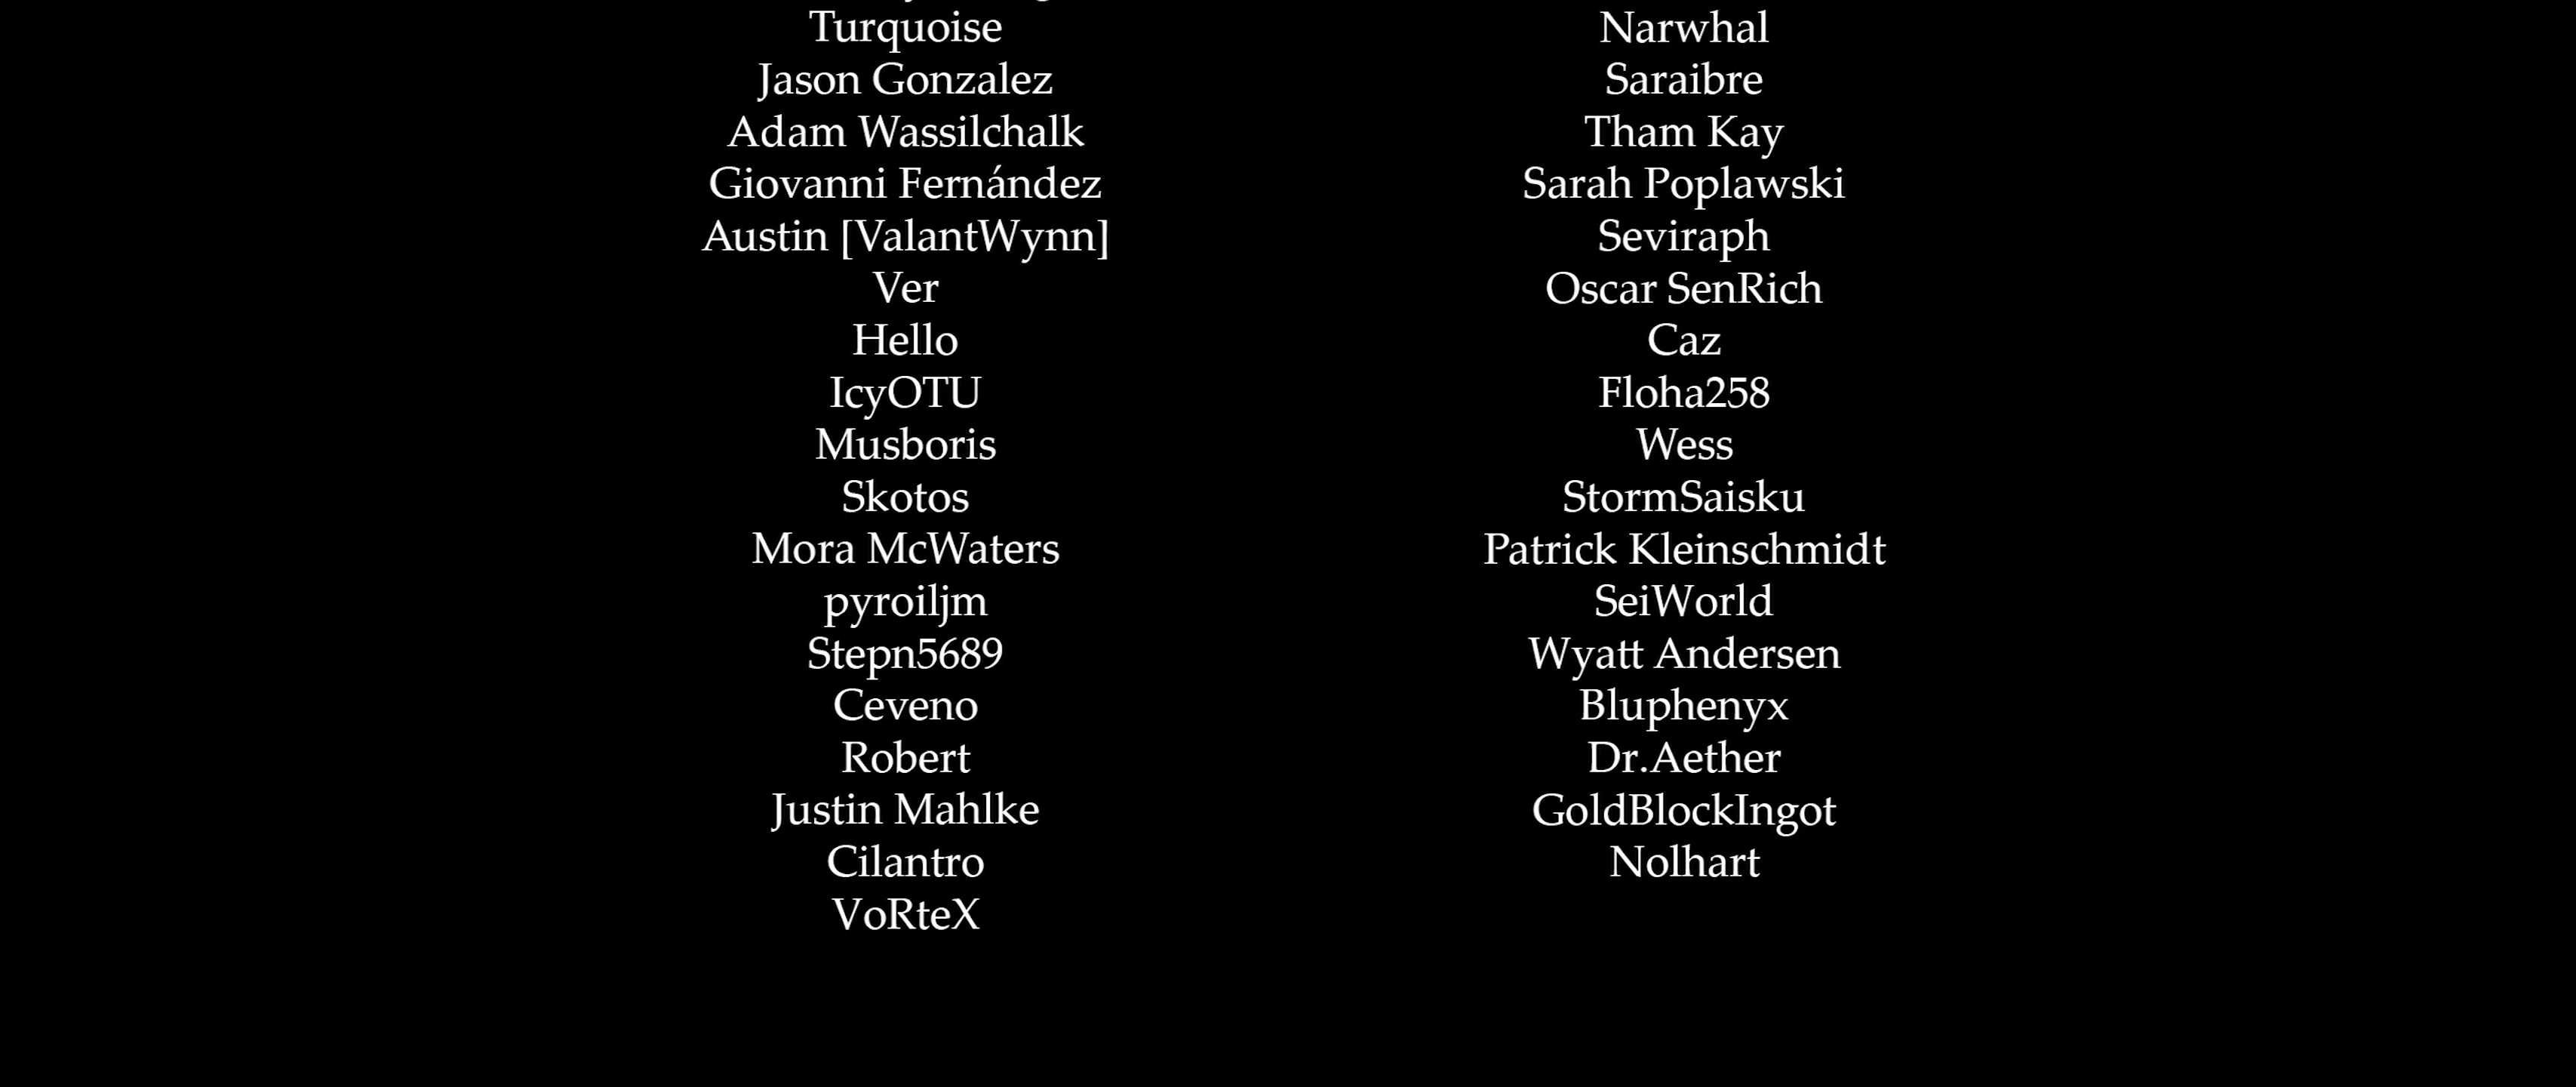 Turquoise
Jason Gonzalez
Adam Wassilchalk
Giovanni Fernández
Austin [ValantWynn]
Ver
Hello
IcyOTU
Musboris
Skotos
Mora McWaters
pyroiljm
Stepn5689
Ceveno
Robert
Justin Mahlke
Cilantro
VoRteX
Narwhal
Saraibre
Tham Kay
Sarah Poplawski
Seviraph
Oscar SenRich
Caz
Floha258
Wess
StormSaisku
Patrick Kleinschmidt
SeiWorld
Wyatt Andersen
Bluphenyx
Dr.Aether
GoldBlockIngot
Nolhart